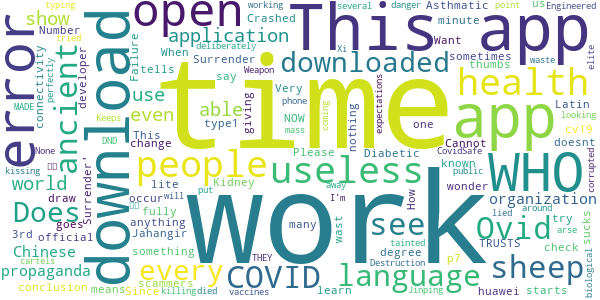 typing
show
Number
tried
perfectly
error
connectivity
.perfectly
developer
ancient
download
tells
This
use
even
people
type1
every
Does
world
MADE
None
kissing
draw
goes
Surrender'
DND
lite
occur
Jahangir
3rd
official
Chinese
propaganda
conclusion
means
Since
cartels
Keeps
change
fully
anything
something
scammers
killing
died
vaccines
COVID
wast
learn
many
put
will
Kidney
able
giving
nothing
Please
Diabetic
NOW
mass
coming
How
expectations
I'm
away
one
time
work
open
Failure
application
When
Surrender
say
Very
phone
Weapon
deliberately
Crashed
working
several
Want
minute
Asthmatic
danger
point
us
Engineered
Xi
sometimes
thumbs
Latin
waste
elite
looking
This app
downloaded
health
app
WHO
Cannot
known
Covidsafe
public
wonder
doesnt
cv19
corrupted
organization
useless
see
Ovid
lied
around
try
TRUSTS
THEY
tainted
degree
Destruction
arse
check
sucks
sheep
language
p7
Jinping
huawei
starts
biological